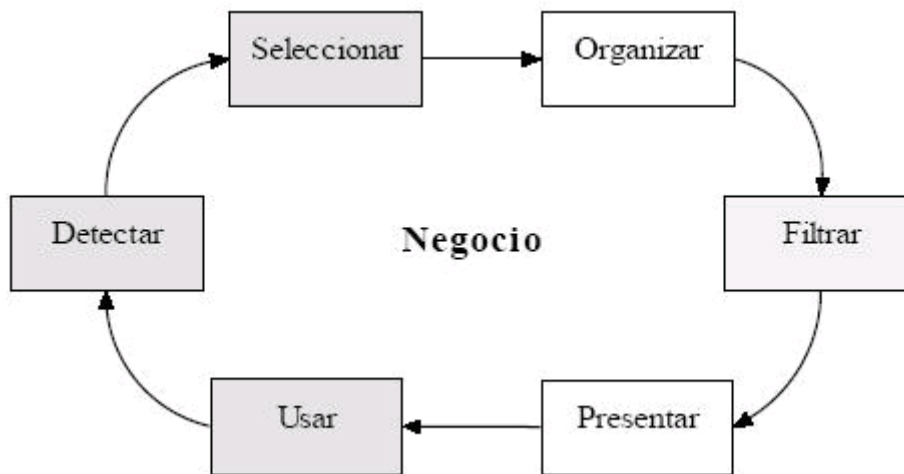 Seleccionar
Organizar
Detectar
Negocio
Filtrar
Usar
Presentar